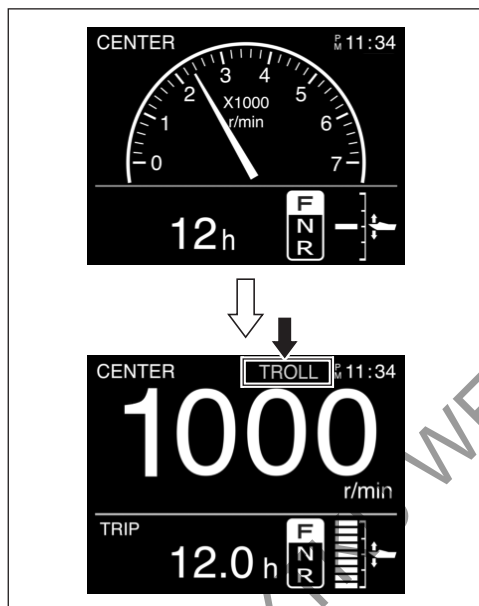 CENTER PM 11:34
0 1 2 3 4 5 6 7
X1000
r/min
12h
F
N
R
CENTER TROLL PM 11:34
1000
r/min
TRIP
12.0 h
F
N
R